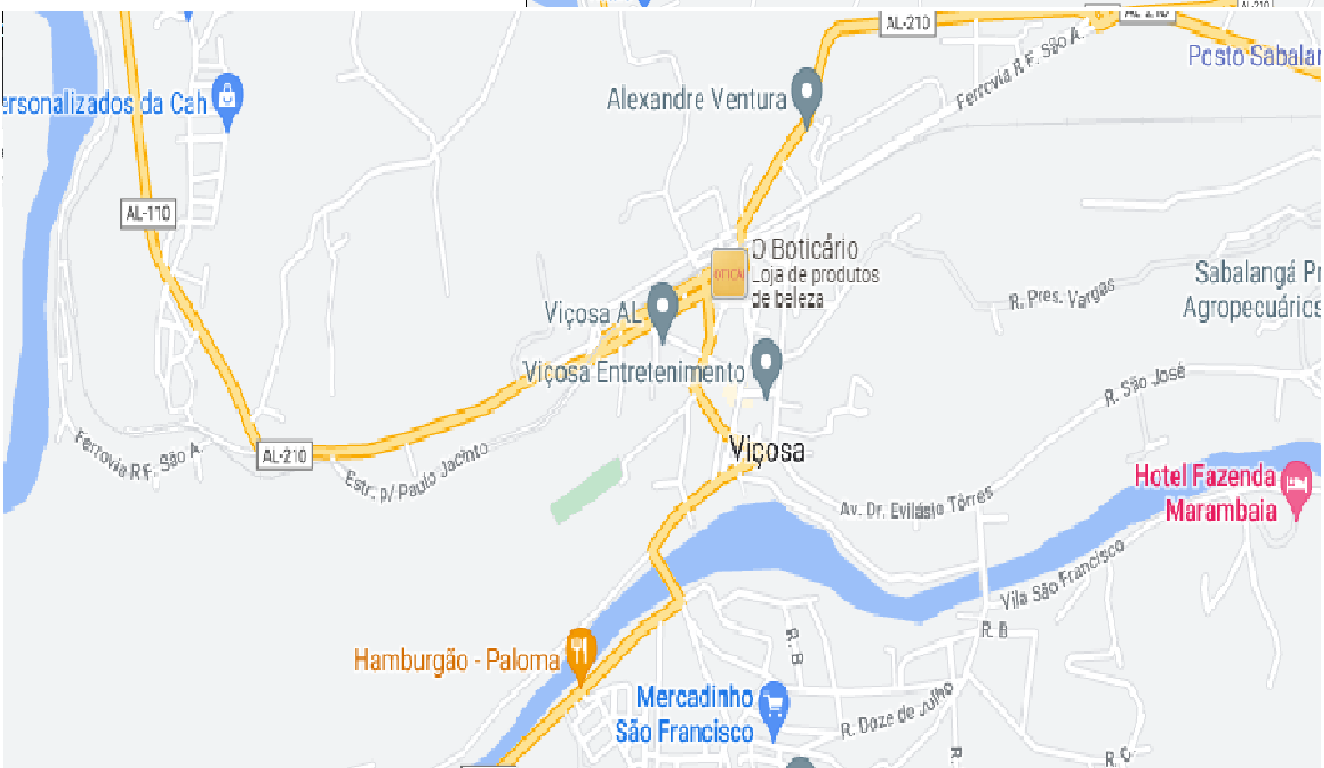 AL-210
AL-210
AL-210
Ferrovia R F. São A.
Posto Sabalan
ersonalizados da Cah
Alexandre Ventura
AL-110
O Boticário
Loja de produtos
de beleza
OTICA
Sabalangá Pr
Agropecuários
R. Pres. Vargas
Viçosa AL
Viçosa Entretenimento
R. São José
Viçosa
Ferrovia R F. São A.
AL-210
Estr. p/ Paulo Jacinto
Hotel Fazenda
Marambaia
Av. Dr. Evilásio Tôrres
Vila São Francisco
R. B
R. B
Hamburgão - Paloma
Mercadinho
São Francisco
R. Doze de Julho
R.
R. C